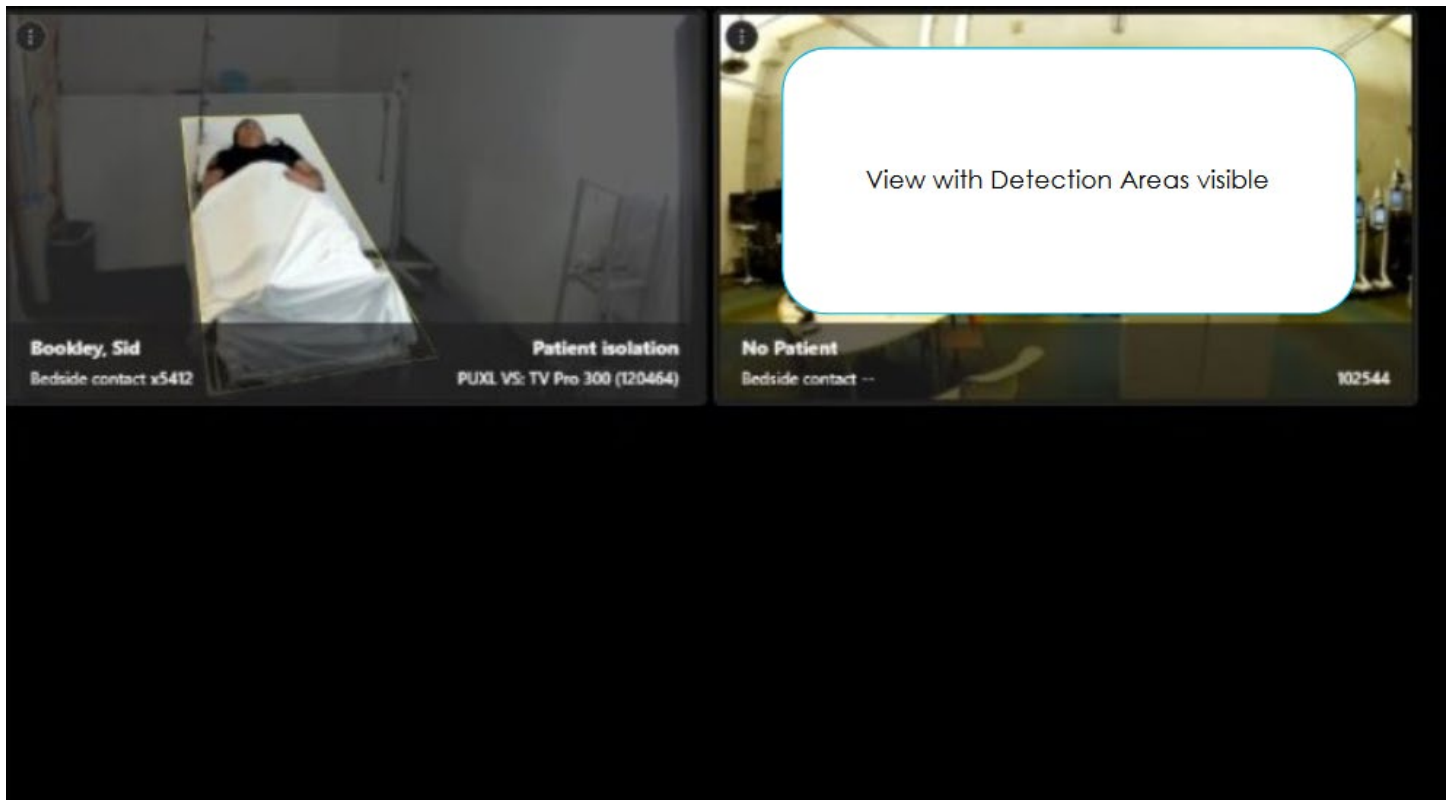 View with Detection Areas visible
Bookley, Sid
Patient isolation
Bedside contact x5412
PUXL VS: TV Pro 300 (120464)
No Patient
Bedside contact --
102544